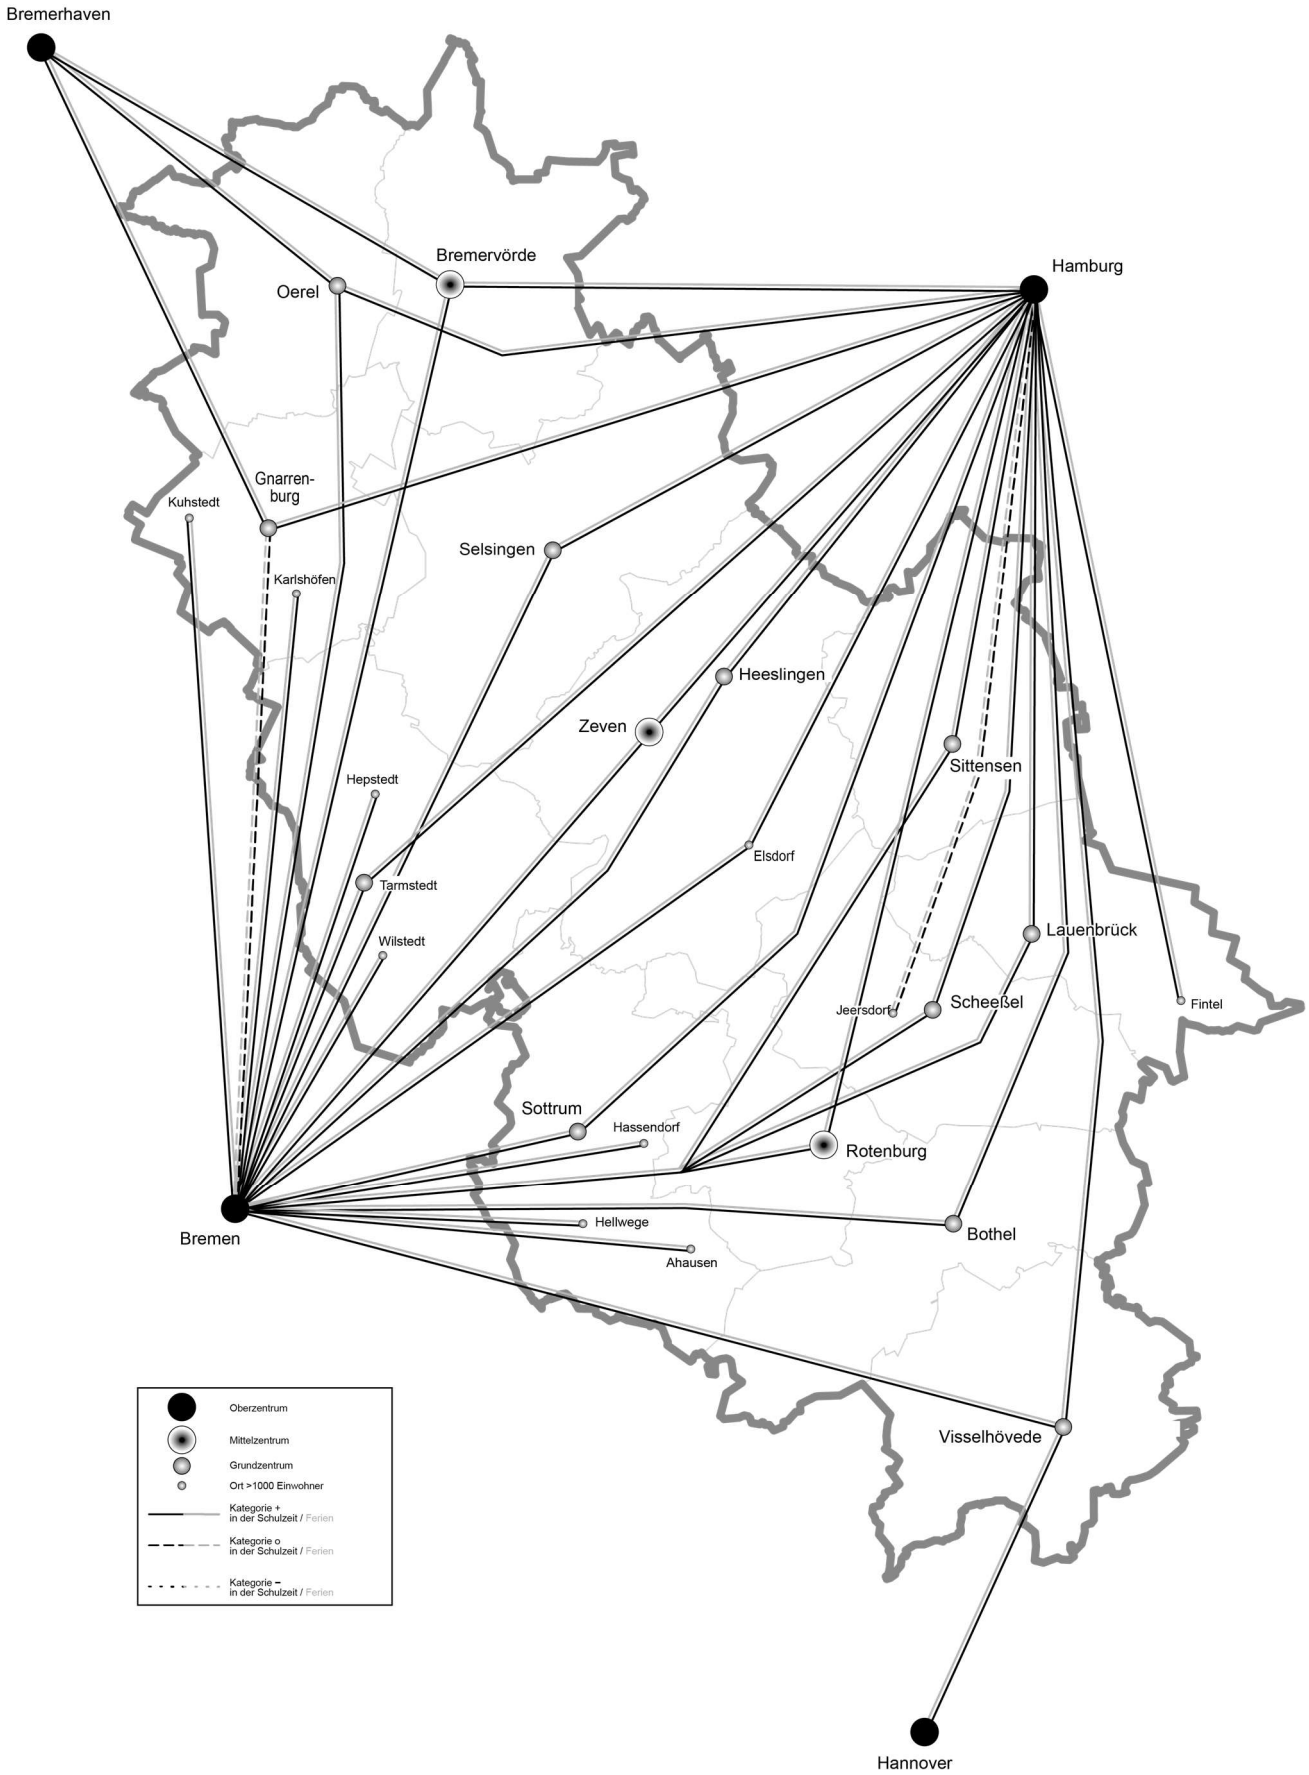 Bremerhaven
Bremervörde
Hamburg
Oerel
Gnarren-
burg
Kuhstedt
Selsingen
Karlshöfen
Heeslingen
Zeven
Sittensen
Hepstedt
Elsdorf
Tarmstedt
Lauenbrück
Wilstedt
Scheeßel
Fintel
Jeersdorf
Sottrum
Hassendorf
Rotenburg
Hellwege
Bothel
Bremen
Ahausen
Oberzentrum
Visselhövede
Mittelzentrum
Grundzentrum
Ort >1000 Einwohner
Kategorie +
in der Schulzeit / Ferien
Kategorie o
in der Schulzeit / Ferien
Kategorie –
in der Schulzeit / Ferien
Hannover